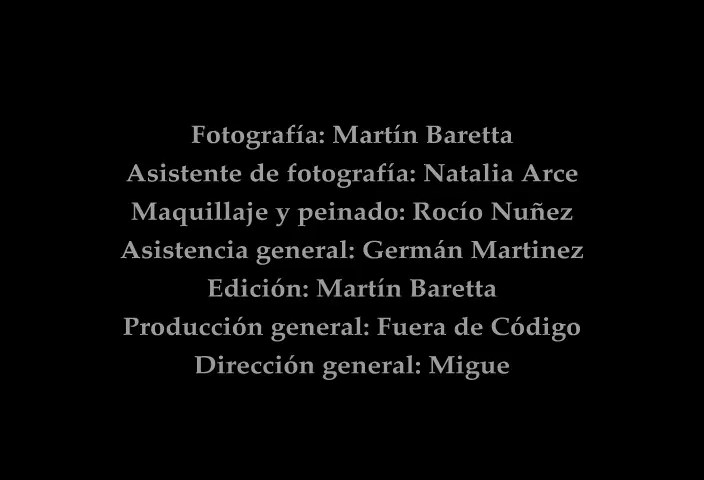 Fotografía: Martín Baretta
Asistente de fotografía: Natalia Arce
Maquillaje y peinado: Rocío Nuñez
Asistencia general: Germán Martinez
Edición: Martín Baretta
Producción general: Fuera de Código
Dirección general: Migue